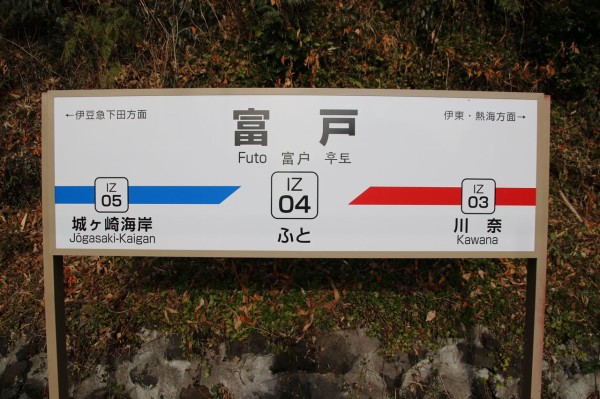 ←伊豆急下田方面
富戸
伊東・熱海方面→
Futo 富户 후토
IZ
05
IZ
04
IZ
03
城ヶ崎海岸
Jōgasaki-Kaigan
ふと
川奈
Kawana